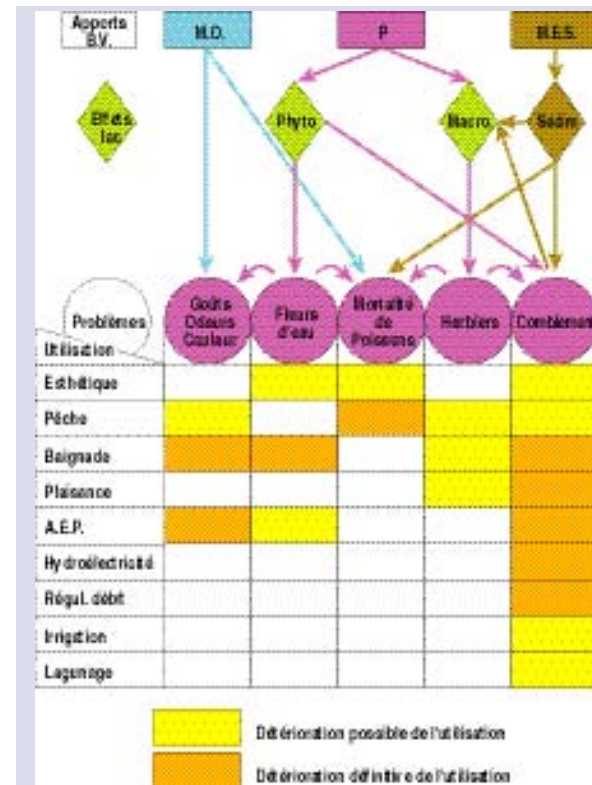 Apports
B.V.
M.O.
P
M.E.S.
Effets
lac
Phyto
Macro
Sedim
Problèmes
Utilisation
Goûts
Odeurs
Couleur
Fleurs
d'eau
Mortalité
de
Poissons
Herbiers
Comblement
Esthétique
Pêche
Baignade
Plaisance
A.E.P.
Hydroélectricité
Régul. débit
Irrigation
Lagunage
Détérioration possible de l'utilisation
Détérioration définitive de l'utilisation